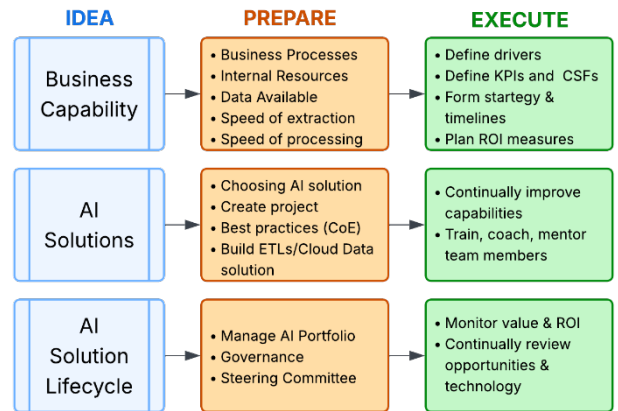 IDEA
PREPARE
EXECUTE
Business
Capability
• Business Processes
• Internal Resources
• Data Available
• Speed of extraction
• Speed of processing
• Define drivers
• Define KPIs and CSFs
• Form startegy &
timelines
• Plan ROI measures
AI
Solutions
• Choosing AI solution
• Create project
• Best practices (CoE)
• Build ETLs/Cloud Data
solution
• Continually improve
capabilities
• Train, coach, mentor
team members
AI
Solution
Lifecycle
• Manage AI Portfolio
• Governance
• Steering Committee
• Monitor value & ROI
• Continually review
opportunities &
technology